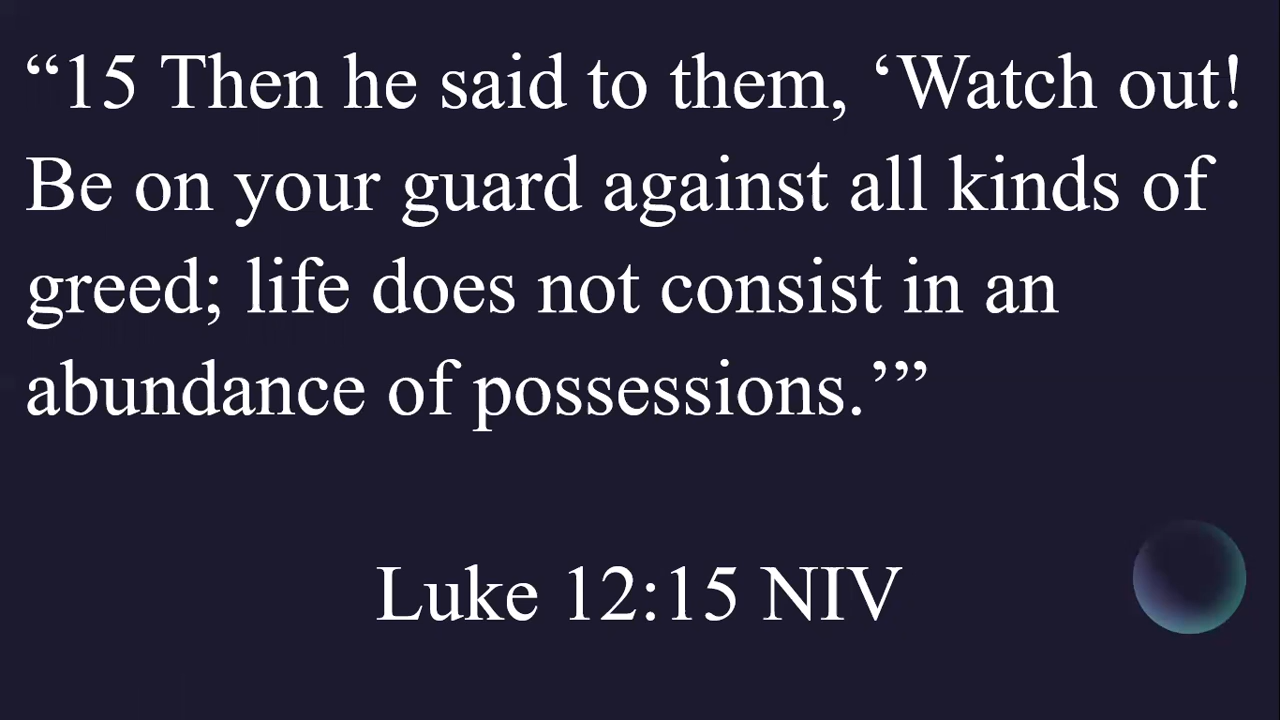 “15 Then he said to them, ‘Watch out!
Be on your guard against all kinds of
greed; life does not consist in an
abundance of possessions.’”
Luke 12:15 NIV